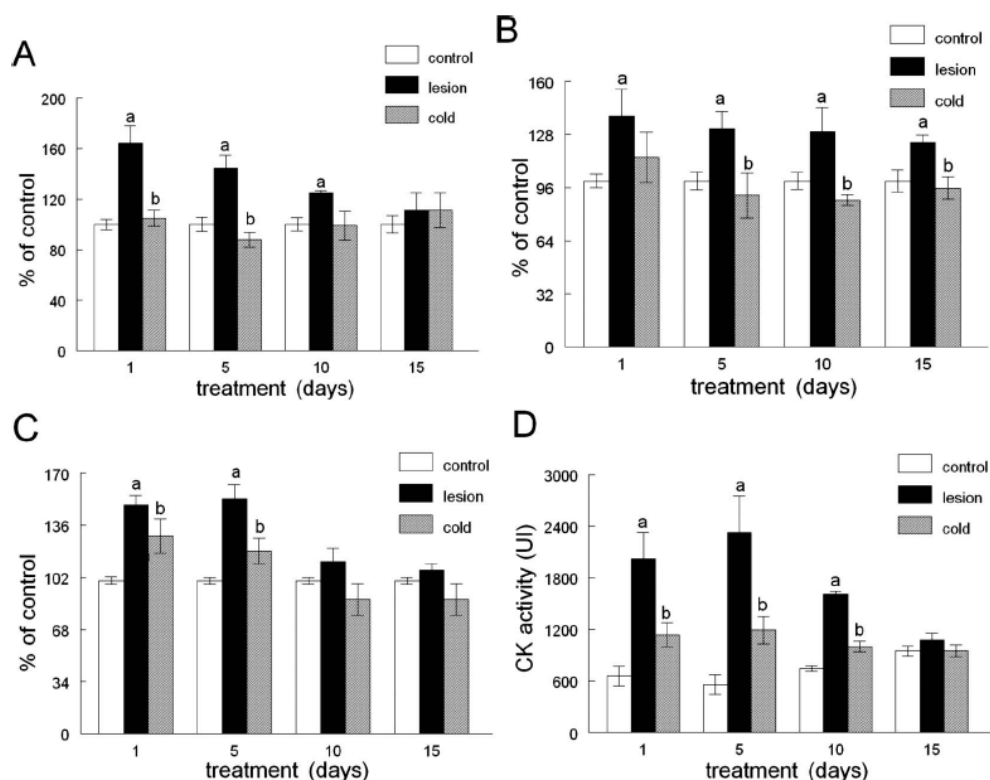 A
control
lesion
cold
200
160
120
80
40
0
% of control
a
b
a
b
a
1
5
10
15
treatment (days)
B
control
lesion
cold
160
128
96
64
32
0
% of control
a
a
b
a
b
a
b
1
5
10
15
treatment (days)
C
control
lesion
cold
170
136
102
68
34
0
% of control
a
b
a
b
1
5
10
15
treatment (days)
D
control
lesion
cold
3000
2400
1800
1200
600
0
CK activity (UI)
a
b
a
b
a
b
1
5
10
15
treatment (days)